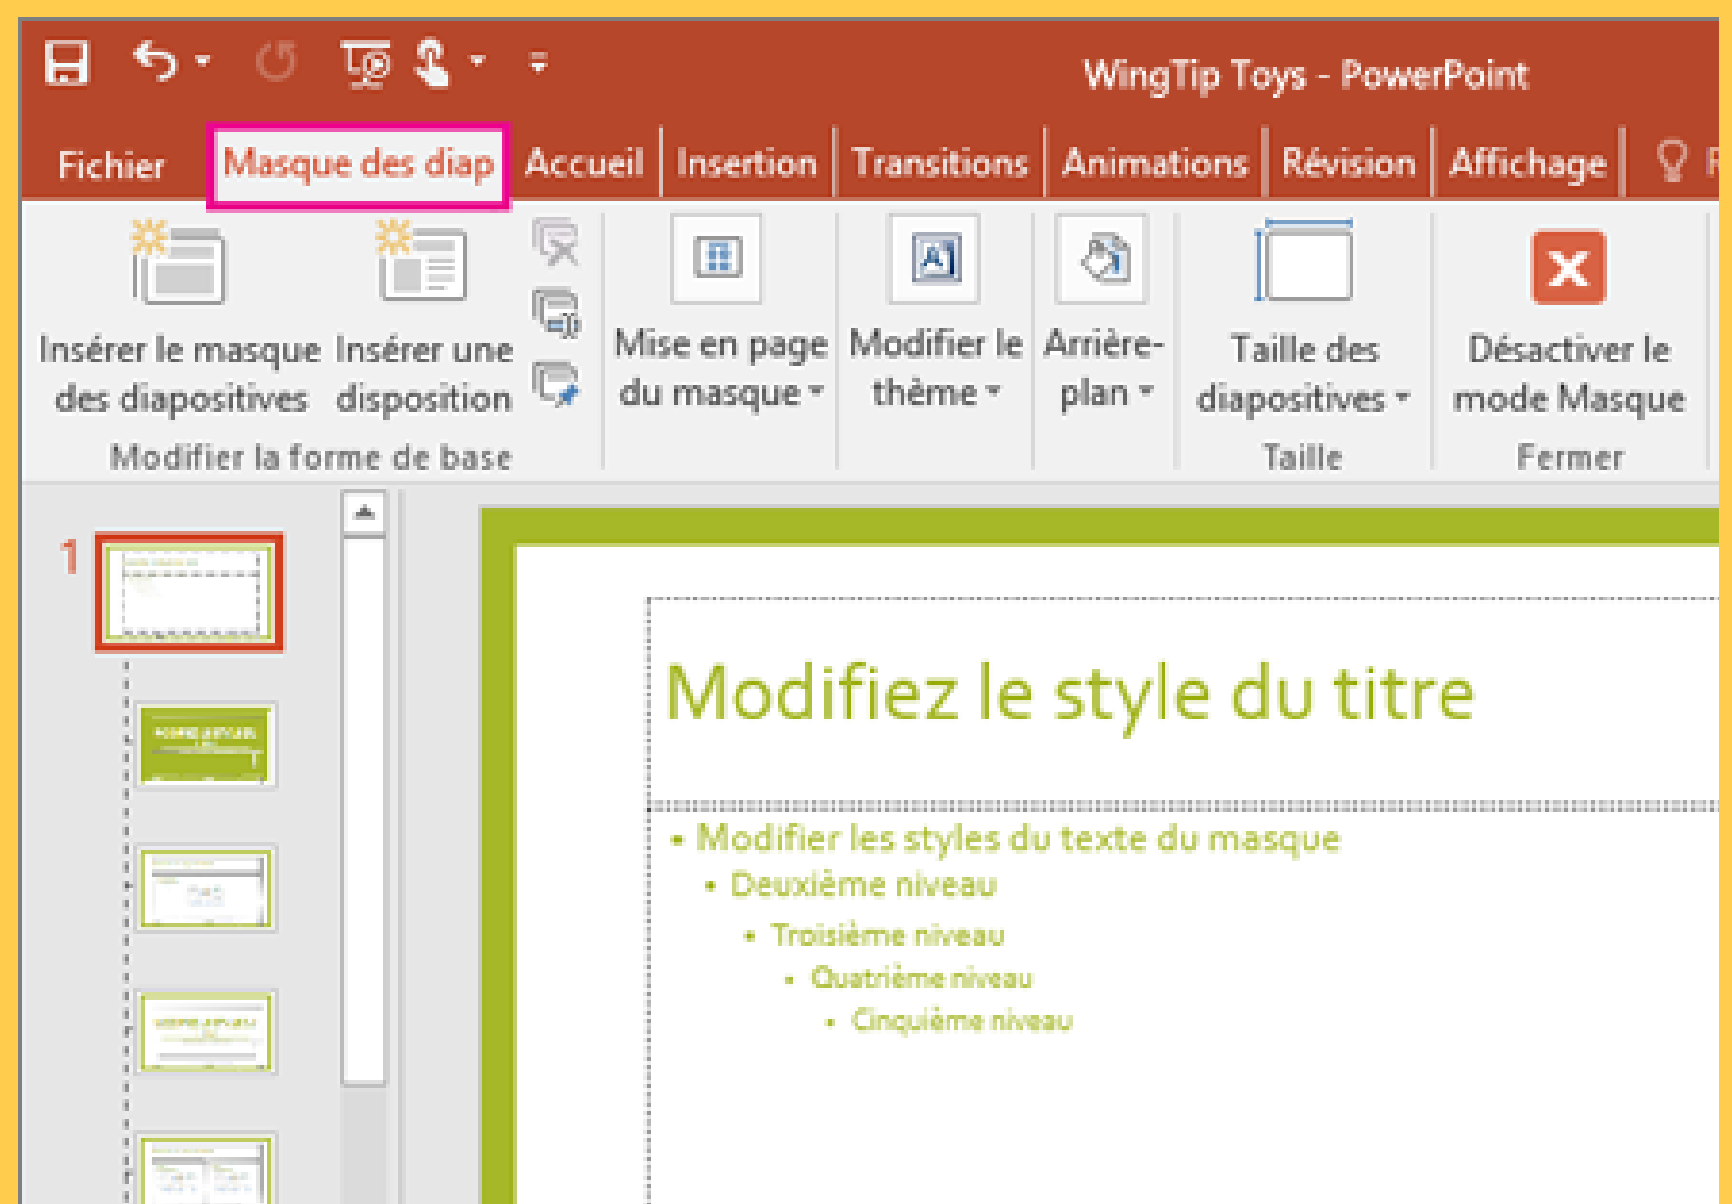 WingTip Toys - PowerPoint
Fichier Masque des diap Accueil Insertion Transitions Animations Révision Affichage
Insérer le masque
des diapositives
Insérer une
disposition
Mise en page
du masque
Modifier le
thème
Arrière-
plan
Taille des
diapositives
Désactiver le
mode Masque
Modifier la forme de base
Taille
Fermer
1
Modifiez le style du titre
• Modifier les styles du texte du masque
• Deuxième niveau
• Troisième niveau
• Quatrième niveau
• Cinquième niveau